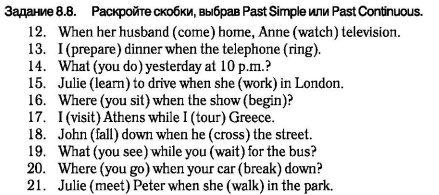 Задание 8.8. Раскройте скобки, выбрав Past Simple или Past Continuous.
12. When her husband (come) home, Anne (watch) television.
13. I (prepare) dinner when the telephone (ring).
14. What (you do) yesterday at 10 p.m.?
15. Julie (learn) to drive when she (work) in London.
16. Where (you sit) when the show (begin)?
17. I (visit) Athens while I (tour) Greece.
18. John (fall) down when he (cross) the street.
19. What (you see) while you (wait) for the bus?
20. Where (you go) when your car (break) down?
21. Julie (meet) Peter when she (walk) in the park.